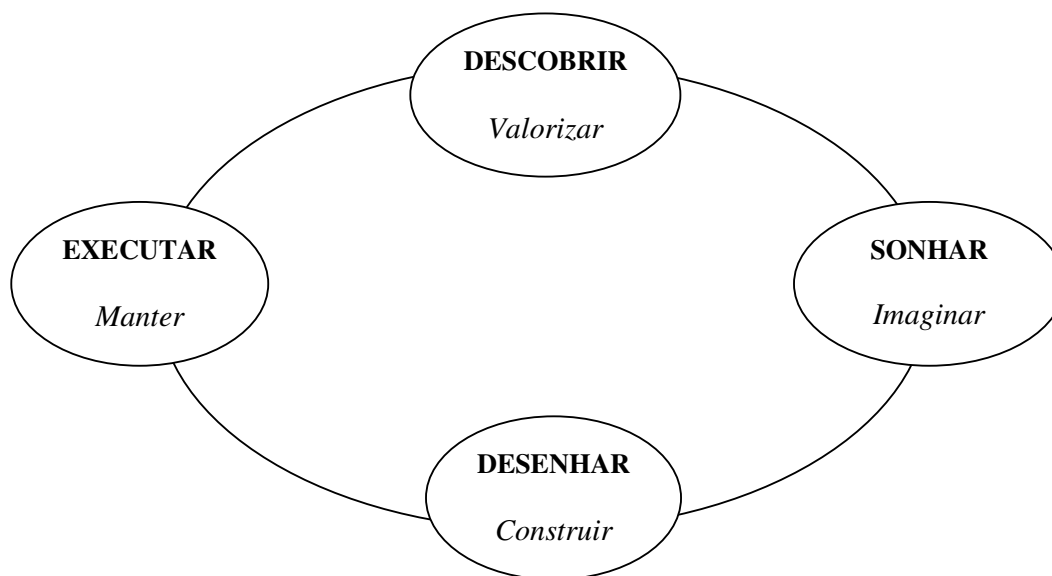 DESCOBRIR
Valorizar
EXECUTAR
Manter
SONHAR
Imaginar
DESENHAR
Construir